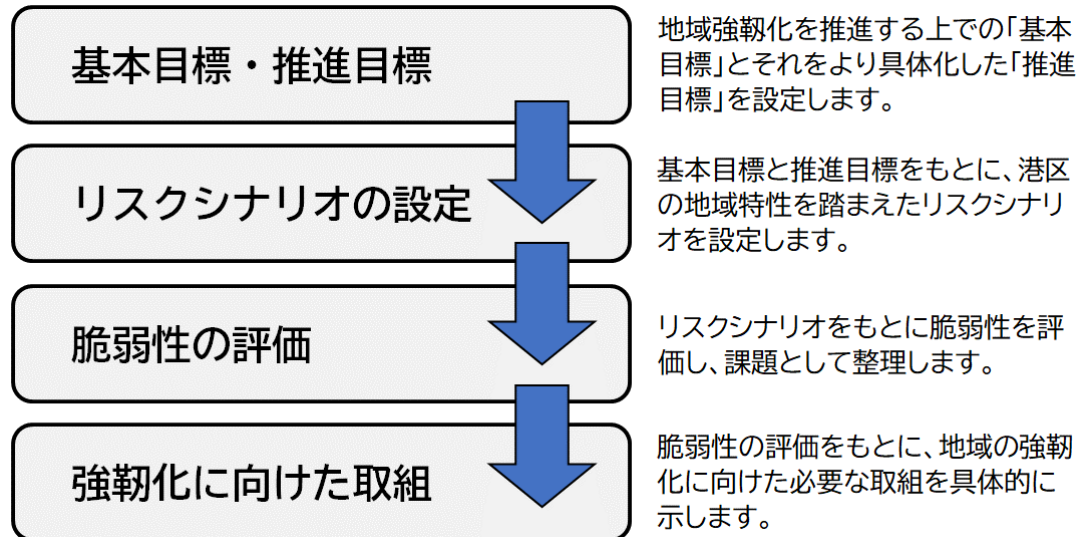 基本目標・推進目標
地域強靱化を推進する上での「基本
目標」とそれをより具体化した「推進
目標」を設定します。
リスクシナリオの設定
基本目標と推進目標をもとに、港区
の地域特性を踏まえたリスクシナリ
オを設定します。
脆弱性の評価
リスクシナリオをもとに脆弱性を評
価し、課題として整理します。
強靭化に向けた取組
脆弱性の評価をもとに、地域の強靭
化に向けた必要な取組を具体的に
示します。